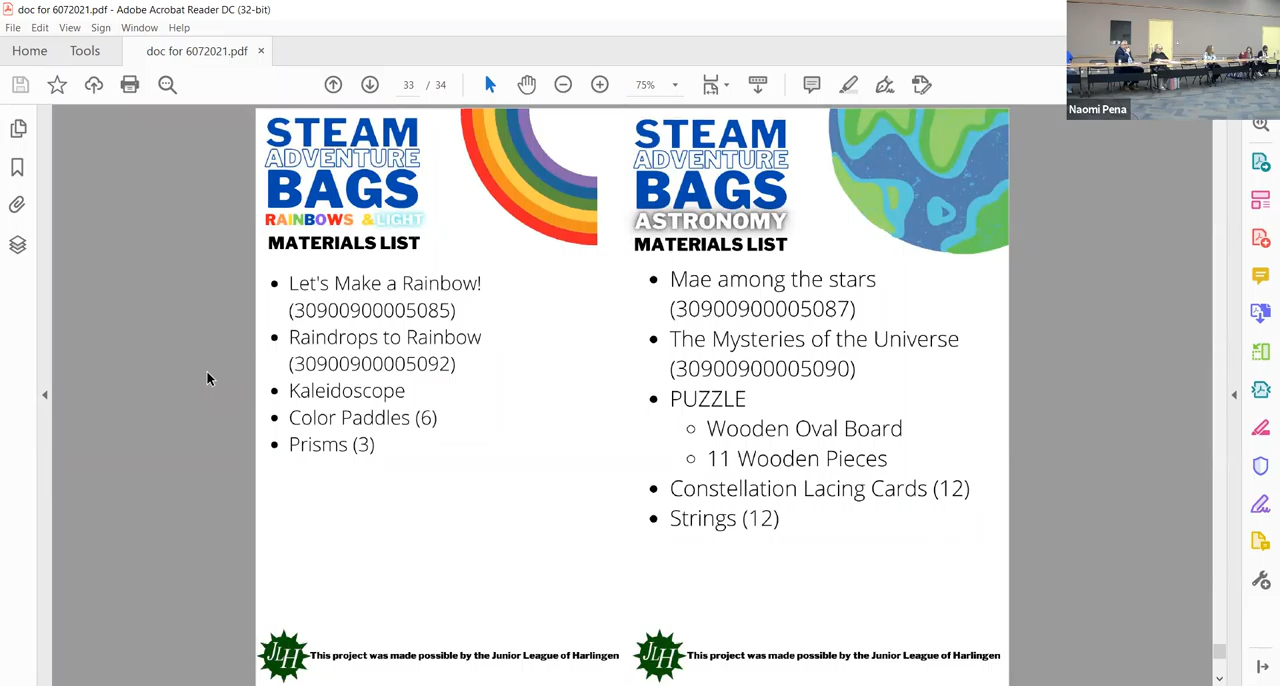 doc for 6072021.pdf - Adobe Acrobat Reader DC (32-bit)
File Edit View Sign Window Help
Home Tools doc for 6072021.pdf ×
33 / 34 75%
Naomi Pena
STEAM
ADVENTURE
BAGS
RAINBOWS & LIGHT
MATERIALS LIST
• Let's Make a Rainbow!
(30900900005085)
• Raindrops to Rainbow
(30900900005092)
• Kaleidoscope
• Color Paddles (6)
• Prisms (3)
JLH This project was made possible by the Junior League of Harlingen
STEAM
ADVENTURE
BAGS
ASTRONOMY
MATERIALS LIST
• Mae among the stars
(30900900005087)
• The Mysteries of the Universe
(30900900005090)
• PUZZLE
○ Wooden Oval Board
○ 11 Wooden Pieces
• Constellation Lacing Cards (12)
• Strings (12)
JLH This project was made possible by the Junior League of Harlingen